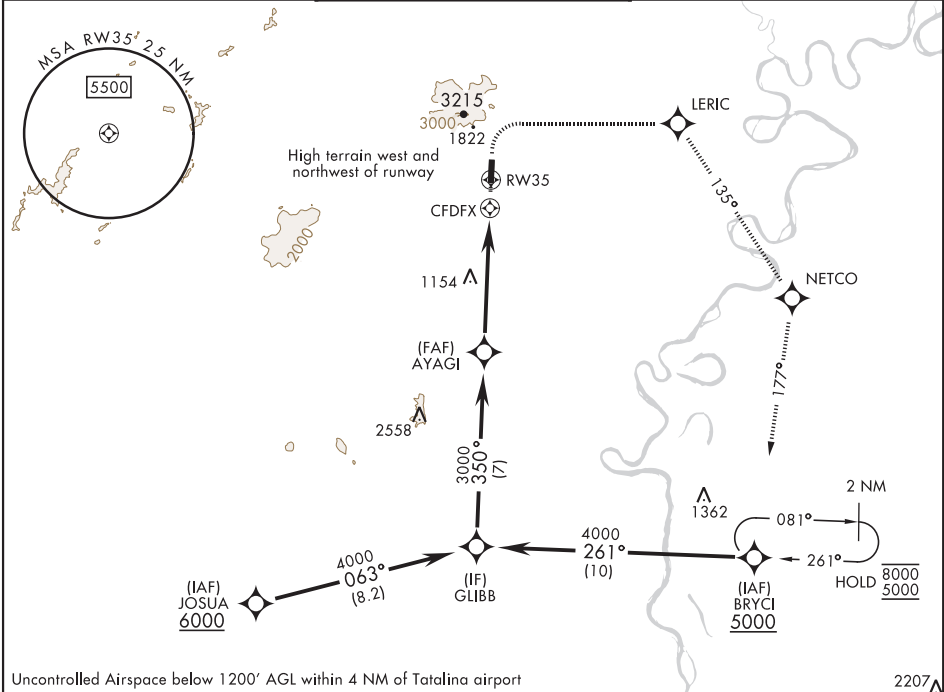 MSA RW35 25 NM
5500
3215
3000
1822
High terrain west and
northwest of runway
RW35
CFDFX
LERIC
135°
2000
NETCO
1154
(FAF)
AYAGI
177°
2558
3000
350°
(7)
1362
2 NM
081°
261°
HOLD
8000
5000
4000
261°
(10)
4000
063°
(8.2)
(IF)
GLIBB
(IAF)
JOSUA
6000
(IAF)
BRYCI
5000
Uncontrolled Airspace below 1200' AGL within 4 NM of Tatalina airport
2207